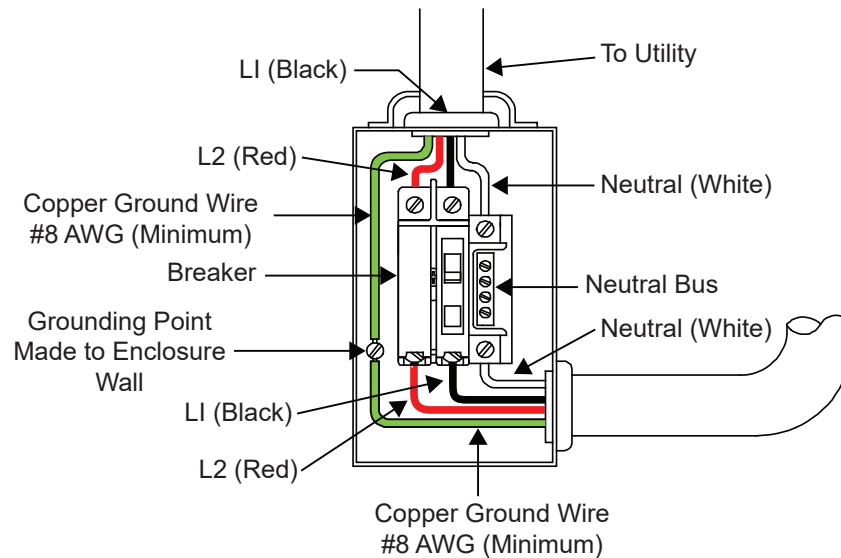 LI (Black)
To Utility
L2 (Red)
Neutral (White)
Copper Ground Wire
#8 AWG (Minimum)
Breaker
Neutral Bus
Grounding Point
Made to Enclosure
Wall
Neutral (White)
LI (Black)
L2 (Red)
Copper Ground Wire
#8 AWG (Minimum)